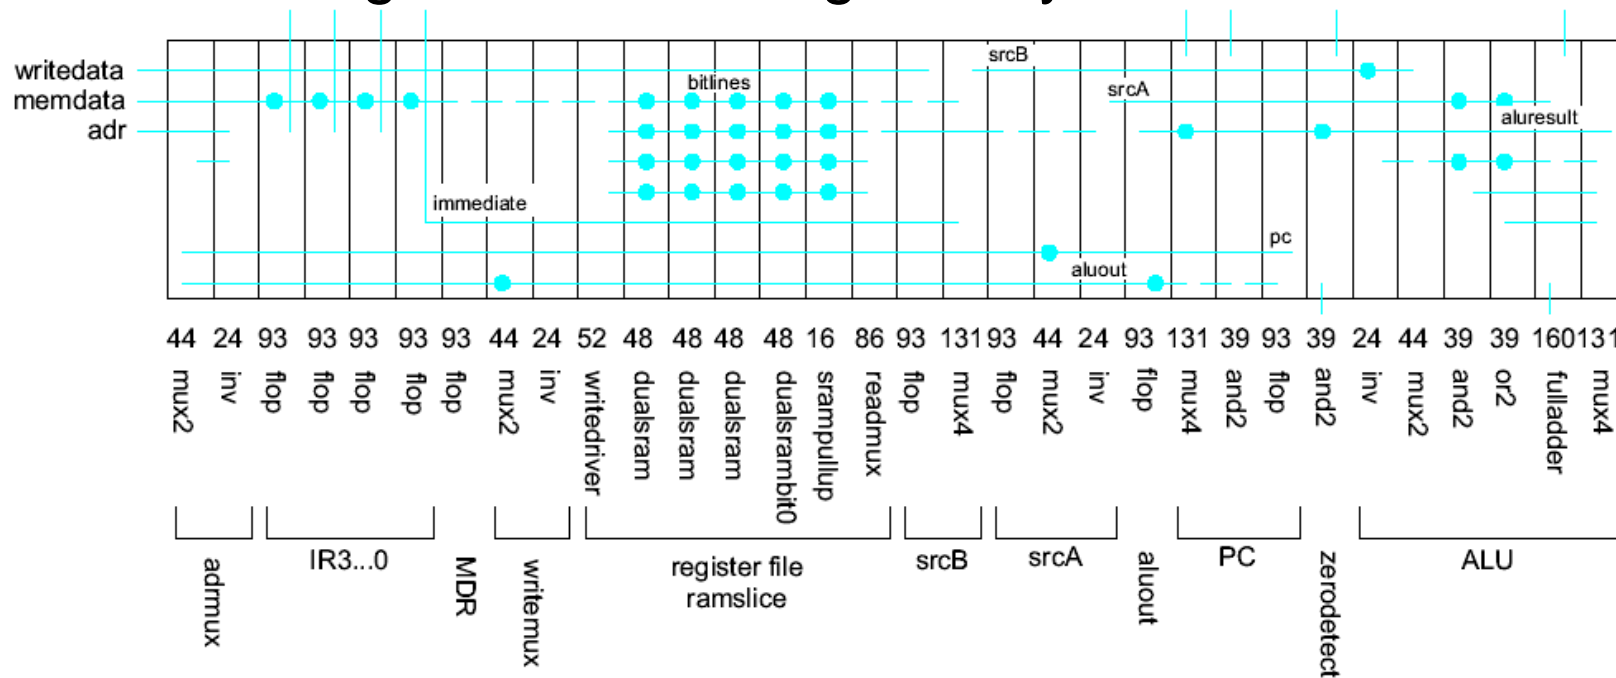 writedata
memdata
adr
bitlines
srcB
srcA
aluresult
immediate
pc
aluout
44 24 93 93 93 93 93 44 24 52 48 48 48 48 16 86 93 131 93 44 24 93 131 39 93 39 24 44 39 39 160 131
mux2 inv flop flop flop flop flop mux2 inv writedriver dualsram dualsram dualsram dualsrambit0 srampullup readmux flop mux4 flop mux2 inv flop mux4 and2 flop and2 inv mux2 and2 or2 fulladder mux4
admux IR3...0 MDR writemux register file srcB srcA aluout PC zerodetect ALU
ramslice